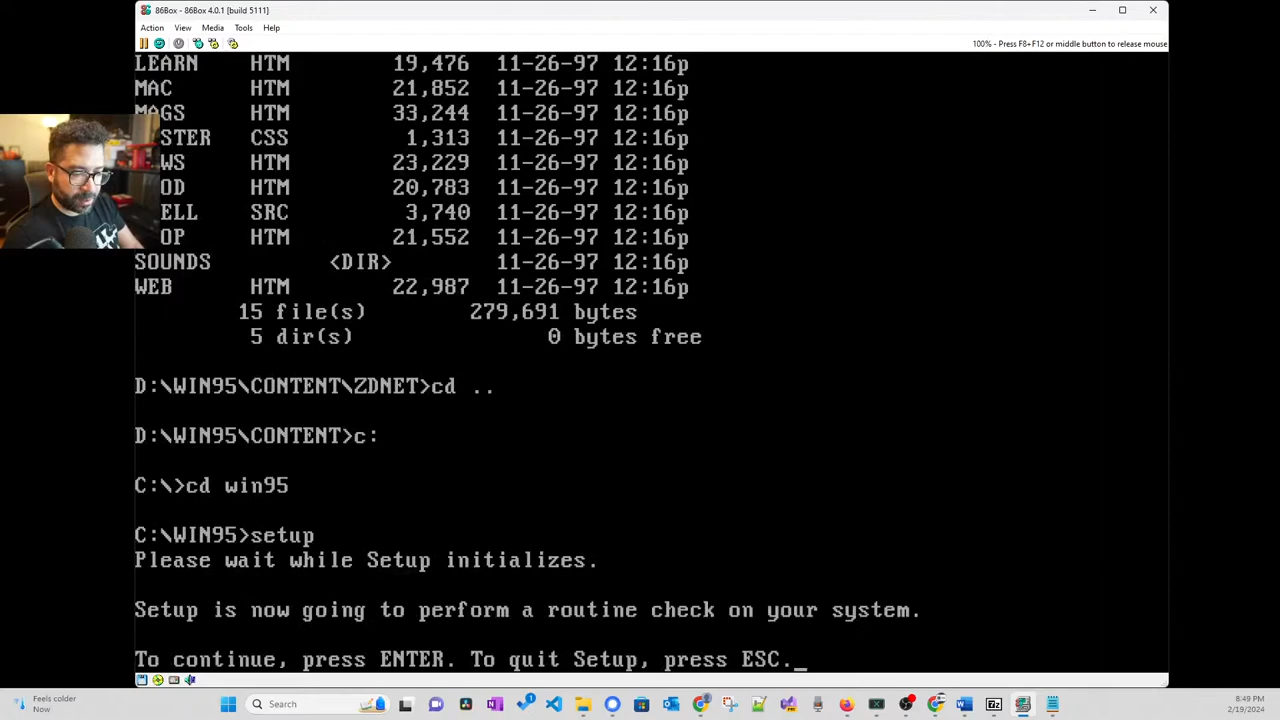 86Box - 86Box 4.0.1 [build 5111]
Action View Media Tools Help
100% - Press F8+F12 or middle button to release mouse
LEARN HTM 19,476 11-26-97 12:16p
MAC HTM 21,852 11-26-97 12:16p
MAGS HTM 33,244 11-26-97 12:16p
STER CSS 1,313 11-26-97 12:16p
WS HTM 23,229 11-26-97 12:16p
OD HTM 20,783 11-26-97 12:16p
ELL SRC 3,740 11-26-97 12:16p
OP HTM 21,552 11-26-97 12:16p
SOUNDS <DIR> 11-26-97 12:16p
WEB HTM 22,987 11-26-97 12:16p
15 file(s) 279,691 bytes
5 dir(s) 0 bytes free
D:\WIN95\CONTENT\ZDNET>cd ..
D:\WIN95\CONTENT>c:
C:\>cd win95
C:\WIN95>setup
Please wait while Setup initializes.
Setup is now going to perform a routine check on your system.
To continue, press ENTER. To quit Setup, press ESC._
Feels colder
Now
Search
8:49 PM
2/19/2024